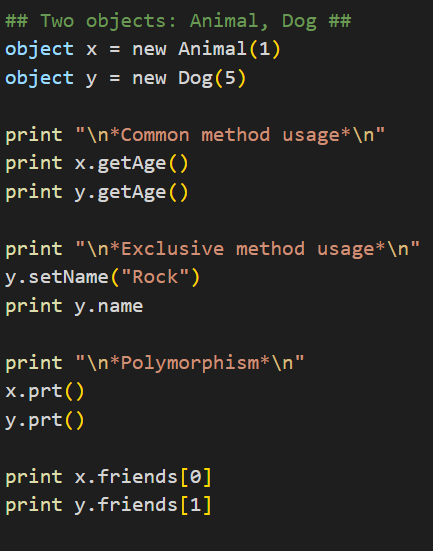 ## Two objects: Animal, Dog ##
object x = new Animal(1)
object y = new Dog(5)
print "\n*Common method usage*\n"
print x.getAge()
print y.getAge()
print "\n*Exclusive method usage*\n"
y.setName("Rock")
print y.name
print "\n*Polymorphism*\n"
x.prt()
y.prt()
print x.friends[0]
print y.friends[1]